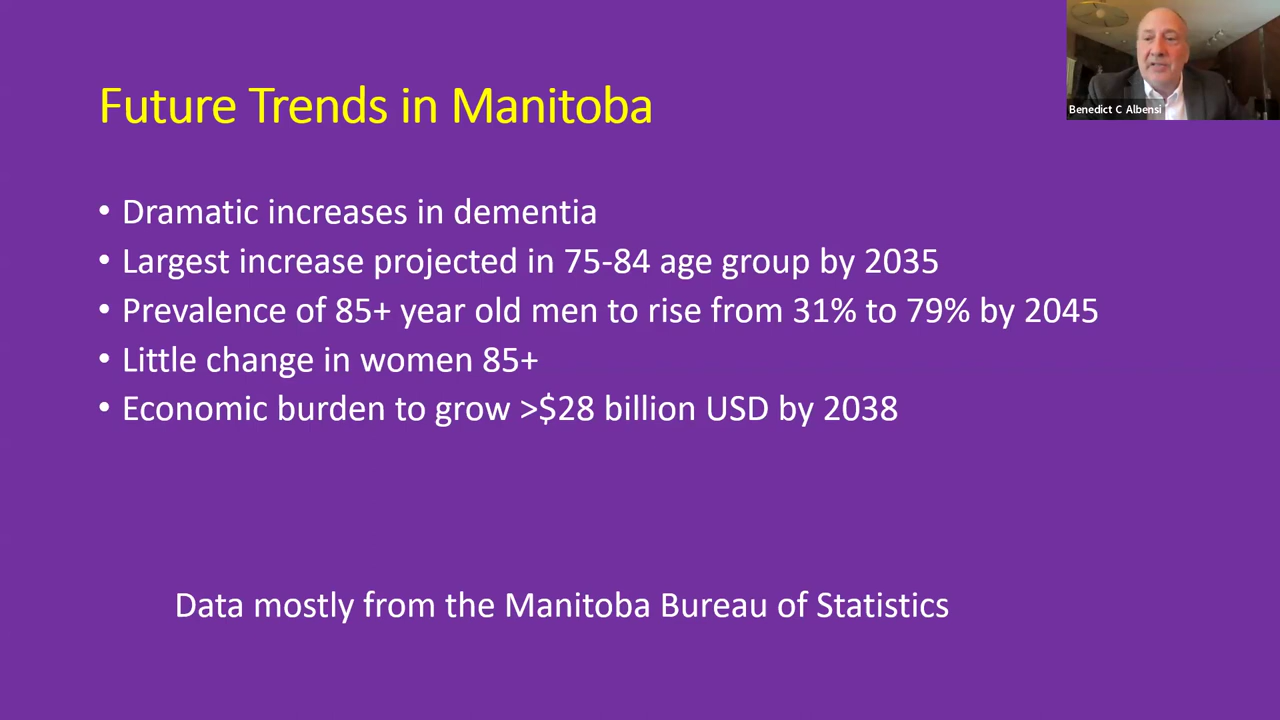 Future Trends in Manitoba
Benedict C Albensi
• Dramatic increases in dementia
• Largest increase projected in 75-84 age group by 2035
• Prevalence of 85+ year old men to rise from 31% to 79% by 2045
• Little change in women 85+
• Economic burden to grow >$28 billion USD by 2038
Data mostly from the Manitoba Bureau of Statistics